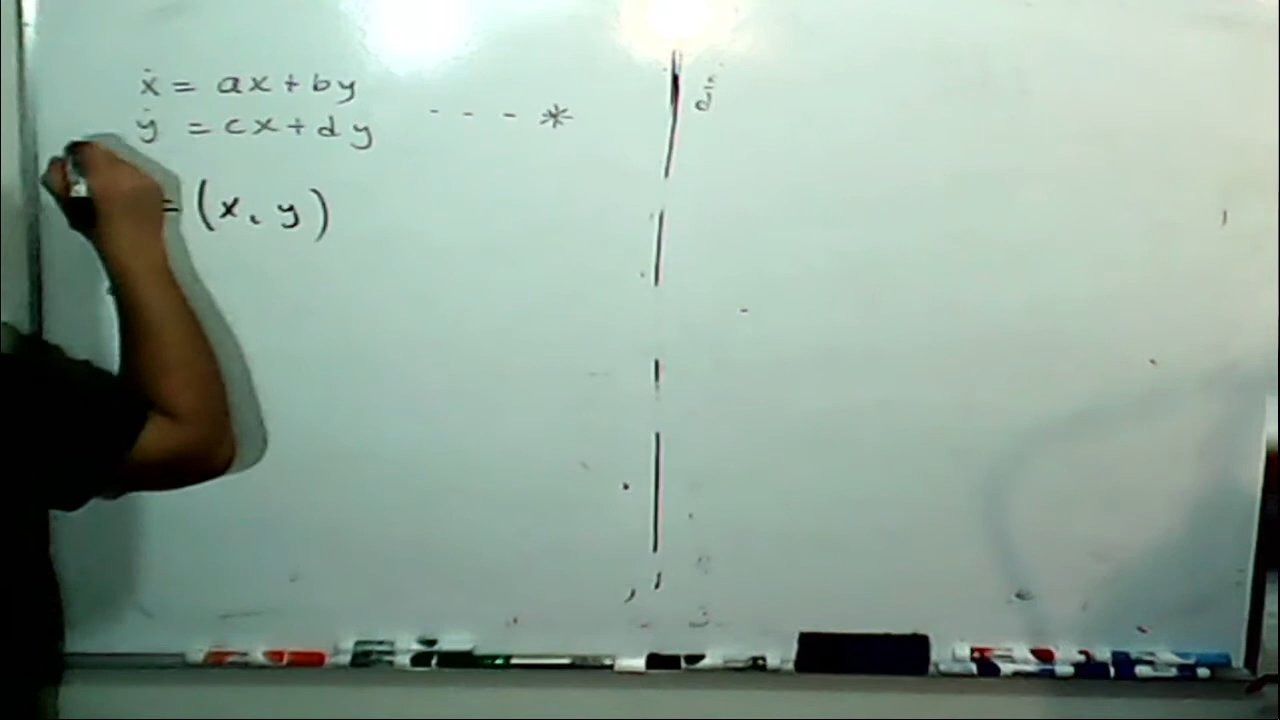 ẋ = ax+by
ẏ = cx+dy - - - *
= (x, y)